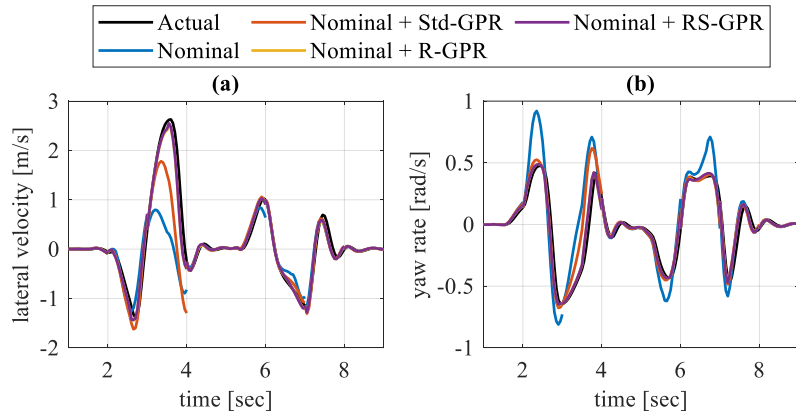 Actual
Nominal + Std-GPR
Nominal + RS-GPR
Nominal
Nominal + R-GPR
(a)
(b)
lateral velocity [m/s]
3
2
1
0
-1
-2
2
4
6
8
time [sec]
yaw rate [rad/s]
1
0.5
0
-0.5
-1
2
4
6
8
time [sec]